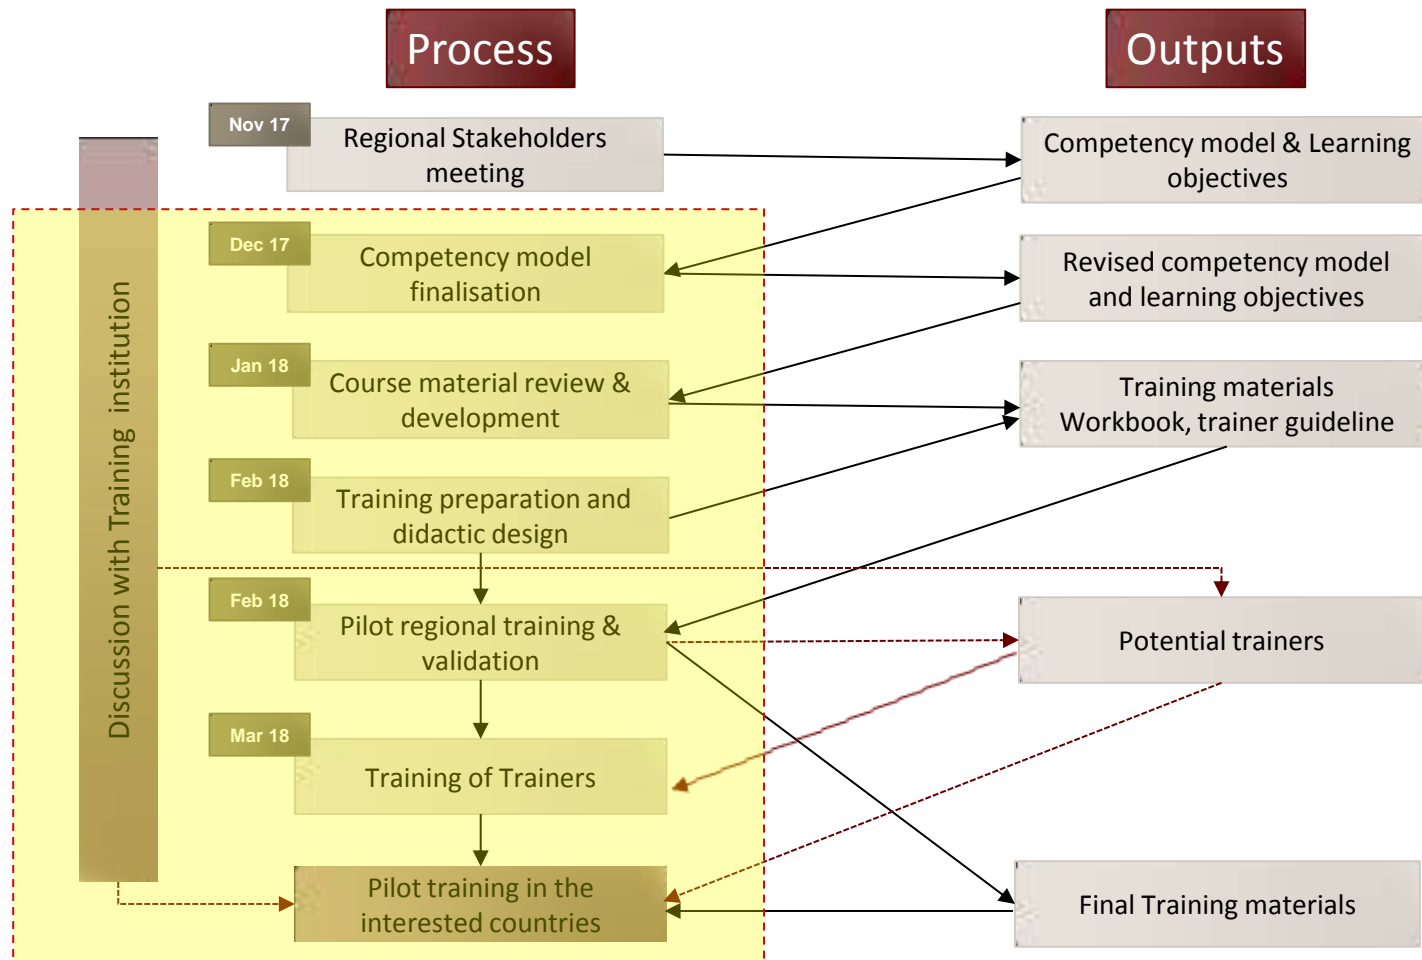 Process
Outputs
Nov 17
Regional Stakeholders
meeting
Competency model & Learning
objectives
Dec 17
Competency model
finalisation
Revised competency model
and learning objectives
Discussion with Training institution
Jan 18
Course material review &
development
Training materials
Workbook, trainer guideline
Feb 18
Training preparation and
didactic design
Feb 18
Pilot regional training &
validation
Potential trainers
Mar 18
Training of Trainers
Pilot training in the
interested countries
Final Training materials